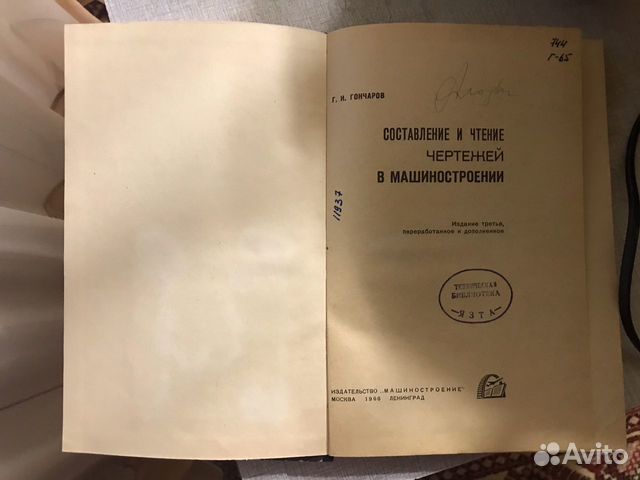 744
Г-65
Г. И. ГОНЧАРОВ
СОСТАВЛЕНИЕ И ЧТЕНИЕ
ЧЕРТЕЖЕЙ
В МАШИНОСТРОЕНИИ
11937
Издание третье,
переработанное и дополненное
ТЕХНИЧЕСКАЯ
БИБЛИОТЕКА
ЯЗТА
ИЗДАТЕЛЬСТВО „МАШИНОСТРОЕНИЕ"
МОСКВА 1966 ЛЕНИНГРАД
Avito